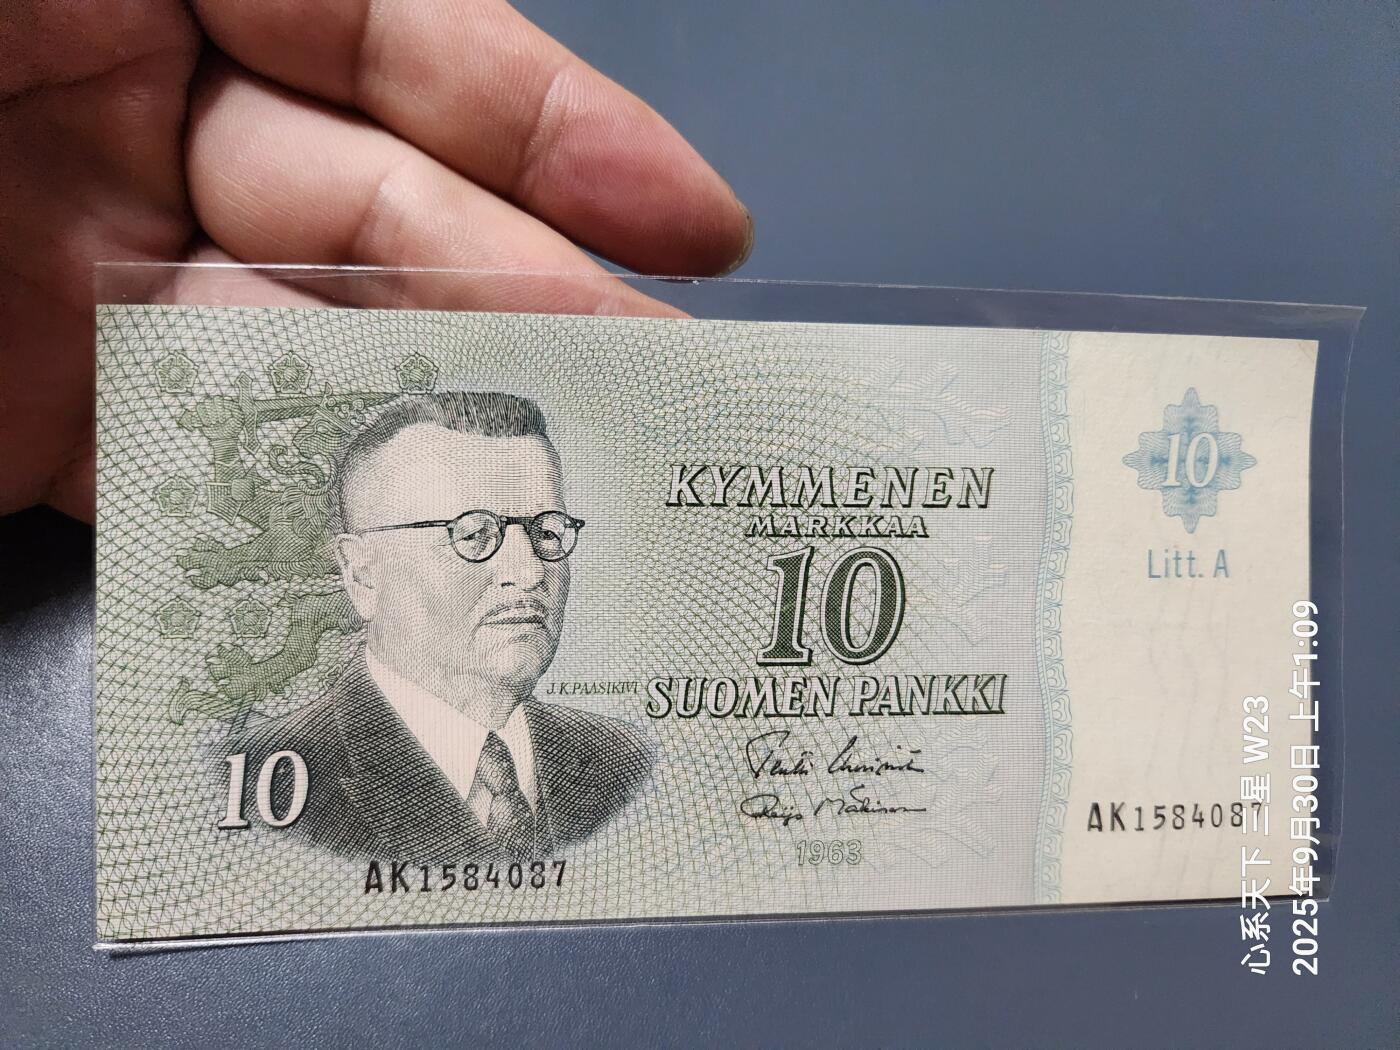 KYMMENEN
MARKKAA
10
SUOMEN PANKKI
J.K.PAASIKIVI
10
1963
AK1584087
10
Litt. A
AK1584087
心系天下三星 W23
2025年9月30日 上午1:09